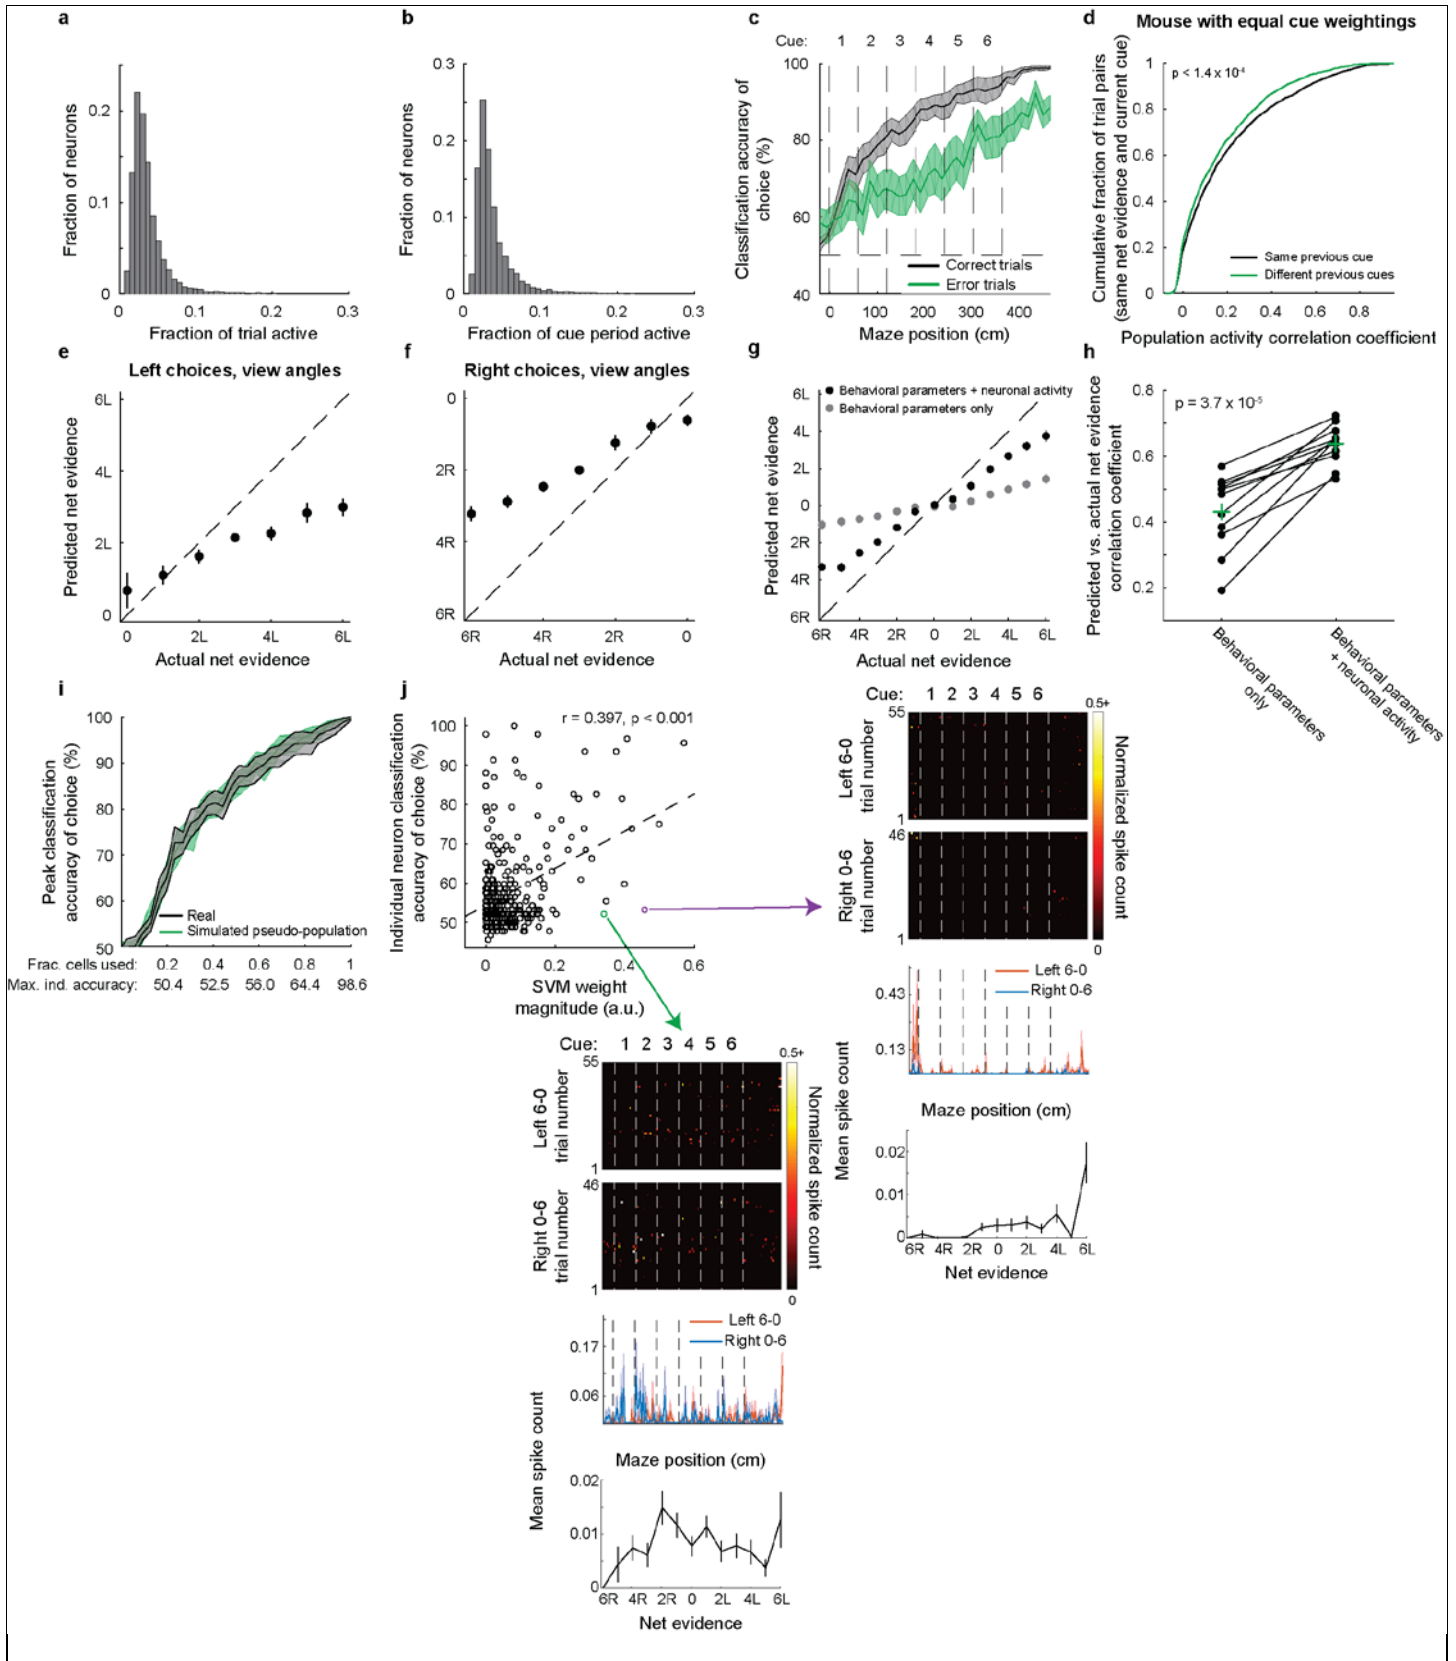 a
Fraction of neurons
0.2
0.1
0
0
0.1
0.2
0.3
Fraction of trial active
b
Fraction of neurons
0.3
0.2
0.1
0
0
0.1
0.2
0.3
Fraction of cue period active
c
Cue: 1 2 3 4 5 6
Classification accuracy of
choice (%)
100
80
60
40
Correct trials
Error trials
0 100 200 300 400
Maze position (cm)
d
Mouse with equal cue weightings
p < 1.4 x 10-4
Cumulative fraction of trial pairs
(same net evidence and current cue)
1
0.8
0.6
0.4
0.2
0
Same previous cue
Different previous cues
0 0.2 0.4 0.6 0.8
Population activity correlation coefficient
e
Left choices, view angles
Predicted net evidence
6L
4L
2L
0
0 2L 4L 6L
Actual net evidence
f
Right choices, view angles
0
2R
4R
6R
6R 4R 2R 0
Actual net evidence
g
Behavioral parameters + neuronal activity
Behavioral parameters only
Predicted net evidence
6L
4L
2L
0
2R
4R
6R
6R 4R 2R 0 2L 4L 6L
Actual net evidence
h
p = 3.7 x 10-5
Predicted vs. actual net evidence
correlation coefficient
0.8
0.6
0.4
0.2
Behavioral parameters
only
Behavioral parameters
+ neuronal activity
i
Peak classification
accuracy of choice (%)
100
90
80
70
60
50
Real
Simulated pseudo-population
Frac. cells used: 0.2 0.4 0.6 0.8 1
Max. ind. accuracy: 50.4 52.5 56.0 64.4 98.6
j
r = 0.397, p < 0.001
Individual neuron classification
accuracy of choice (%)
100
90
80
70
60
50
0 0.2 0.4 0.6
SVM weight
magnitude (a.u.)
Cue: 1 2 3 4 5 6
Left 6-0
trial number
55
1
Right 0-6
trial number
46
1
0.5+
Normalized spike count
0
Left 6-0
Right 0-6
0.43
0.13
Maze position (cm)
Mean spike count
0.02
0.01
0
6R 4R 2R 0 2L 4L 6L
Net evidence
Cue: 1 2 3 4 5 6
Left 6-0
trial number
55
1
Right 0-6
trial number
46
1
0.5+
Normalized spike count
0
Left 6-0
Right 0-6
0.17
0.06
Maze position (cm)
Mean spike count
0.02
0.01
0
6R 4R 2R 0 2L 4L 6L
Net evidence